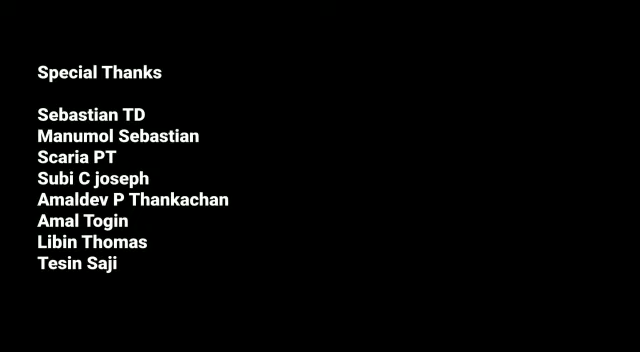 Special Thanks
Sebastian TD
Manumol Sebastian
Scaria PT
Subi C joseph
Amaldev P Thankachan
Amal Togin
Libin Thomas
Tesin Saji